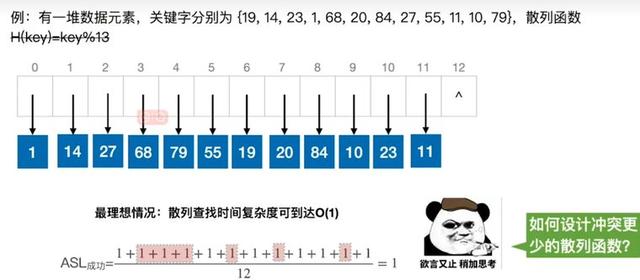 例：有一堆数据元素，关键字分别为 {19, 14, 23, 1, 68, 20, 84, 27, 55, 11, 10, 79}，散列函数
H(key)=key%13
0 1 2 3 4 5 6 7 8 9 10 11 12
^
1 14 27 68 79 55 19 20 84 10 23 11
最理想情况：散列查找时间复杂度可到达O(1)
ASL成功=
1+1+1+1+1+1+1+1+1+1+1+1
12
=1
欲言又止 稍加思考
如何设计冲突更
少的散列函数？